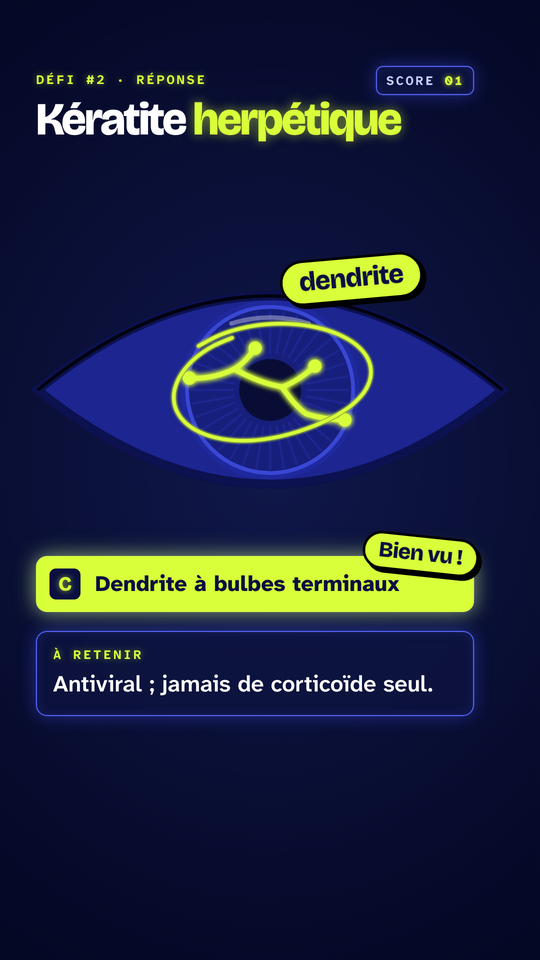 DÉFI #2 · RÉPONSE
SCORE 01
Kératite herpétique
dendrite
Bien vu !
C Dendrite à bulbes terminaux
À RETENIR
Antiviral ; jamais de corticoïde seul.